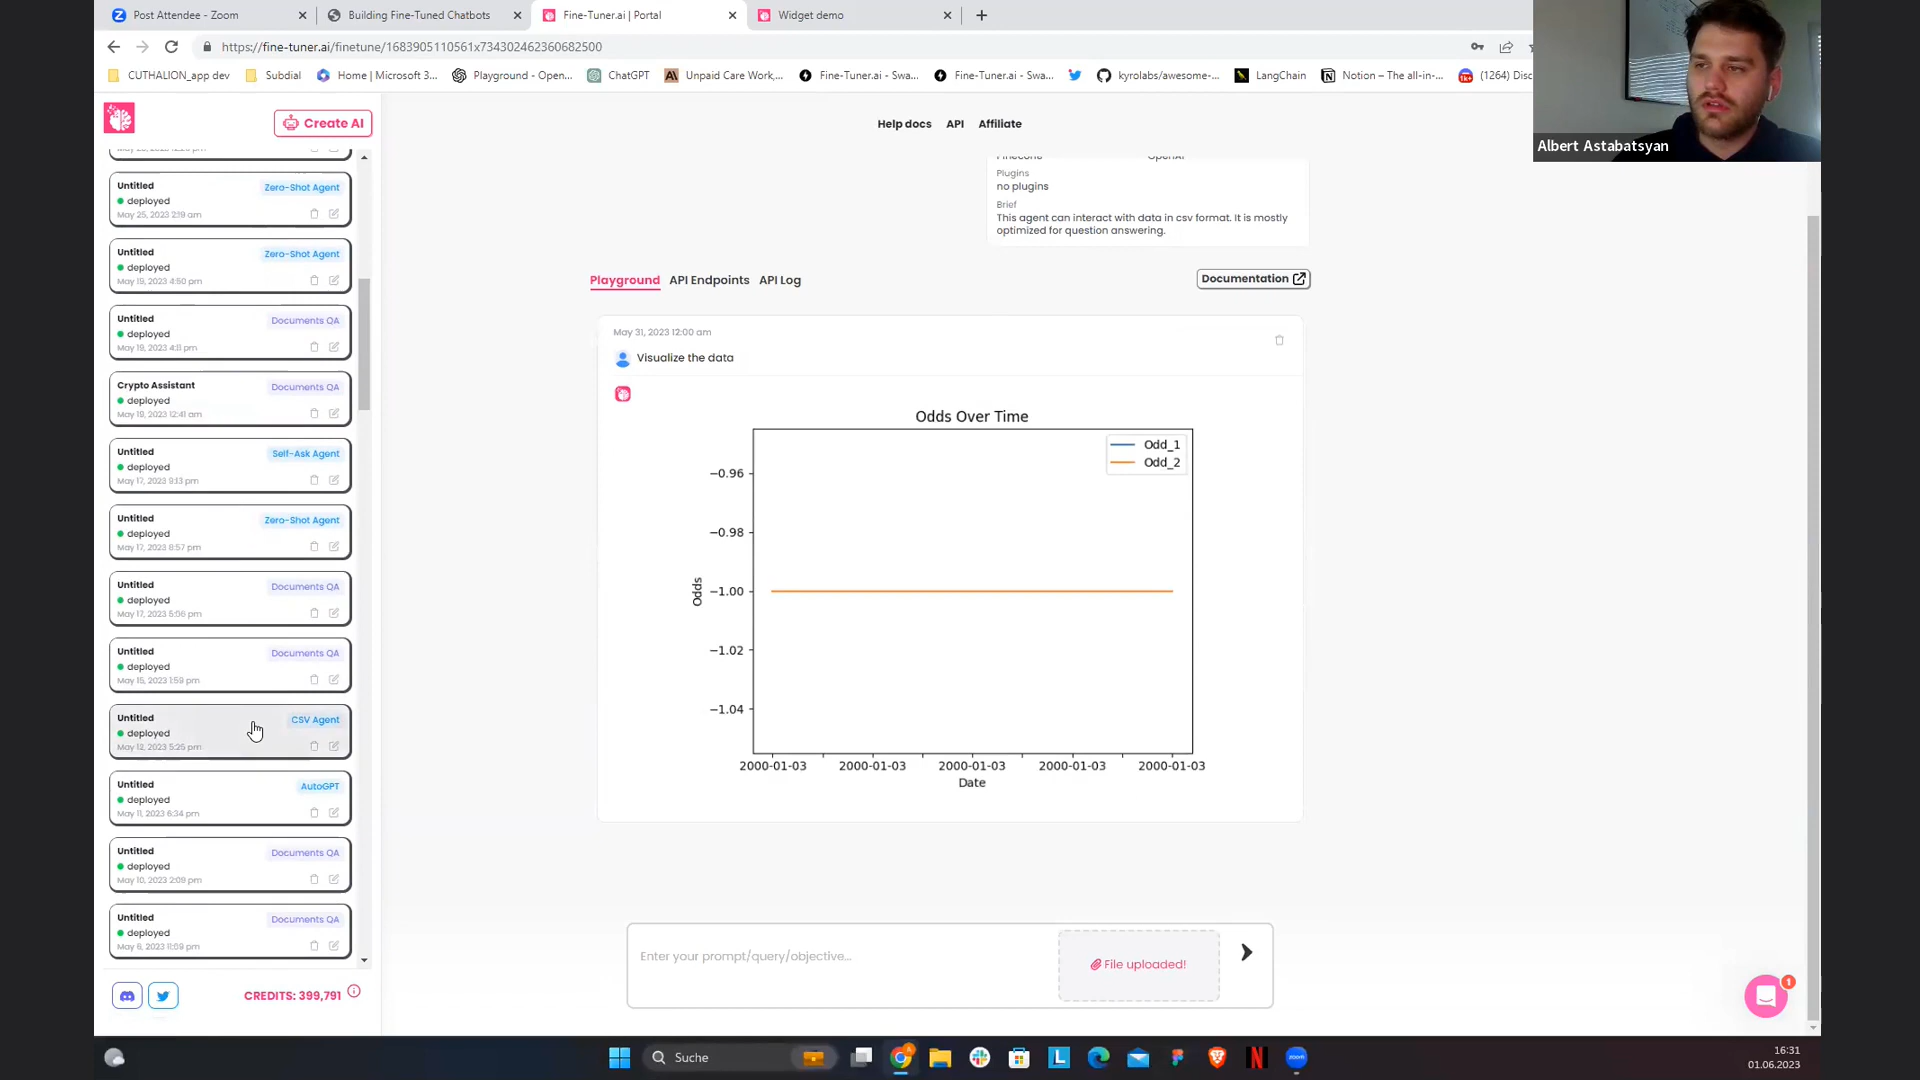 Post Attendee - Zoom
Building Fine-Tuned Chatbots
Fine-Tuner.ai | Portal
Widget demo
https://fine-tuner.ai/finetune/1683905110561x734302462360682500
CUTHALION_app dev
Subdial
Home | Microsoft 3...
Playground - Open...
ChatGPT
Unpaid Care Work,...
Fine-Tuner.ai - Swa...
Fine-Tuner.ai - Swa...
kyrolabs/awesome-...
LangChain
Notion – The all-in-...
(1264) Disc
Albert Astabatsyan
Create AI
Help docs
API
Affiliate
OpenAI
Plugins
no plugins
Brief
This agent can interact with data in csv format. It is mostly
optimized for question answering.
Untitled
Zero-Shot Agent
deployed
May 25, 2023 2:19 am
Untitled
Zero-Shot Agent
deployed
May 19, 2023 4:50 pm
Untitled
Documents QA
deployed
May 19, 2023 4:11 pm
Crypto Assistant
Documents QA
deployed
May 19, 2023 12:41 am
Untitled
Self-Ask Agent
deployed
May 17, 2023 9:13 pm
Untitled
Zero-Shot Agent
deployed
May 17, 2023 8:57 pm
Untitled
Documents QA
deployed
May 17, 2023 5:06 pm
Untitled
Documents QA
deployed
May 15, 2023 1:59 pm
Untitled
CSV Agent
deployed
May 12, 2023 5:25 pm
Untitled
AutoGPT
deployed
May 11, 2023 6:34 pm
Untitled
Documents QA
deployed
May 10, 2023 2:09 pm
Untitled
Documents QA
deployed
May 6, 2023 11:09 pm
CREDITS: 399,791
Playground
API Endpoints
API Log
Documentation
May 31, 2023 12:00 am
Visualize the data
Odds Over Time
Odd_1
Odd_2
−0.96
−0.98
−1.00
−1.02
−1.04
Odds
2000-01-03
2000-01-03
2000-01-03
2000-01-03
2000-01-03
Date
Enter your prompt/query/objective...
File uploaded!
1
Suche
16:31
01.06.2023